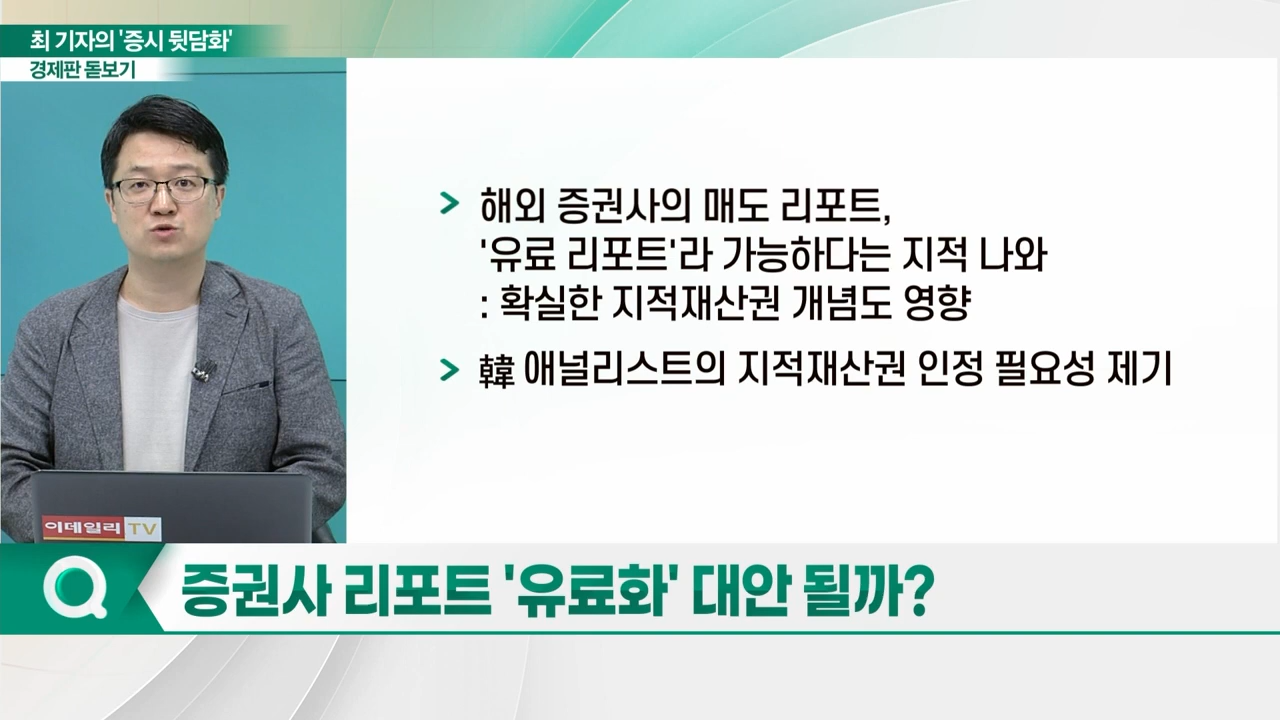 최 기자의 '증시 뒷담화'
경제판 돋보기
해외 증권사의 매도 리포트,
'유료 리포트'라 가능하다는 지적 나와
: 확실한 지적재산권 개념도 영향
韓 애널리스트의 지적재산권 인정 필요성 제기
이데일리 TV
Q 증권사 리포트 '유료화' 대안 될까?